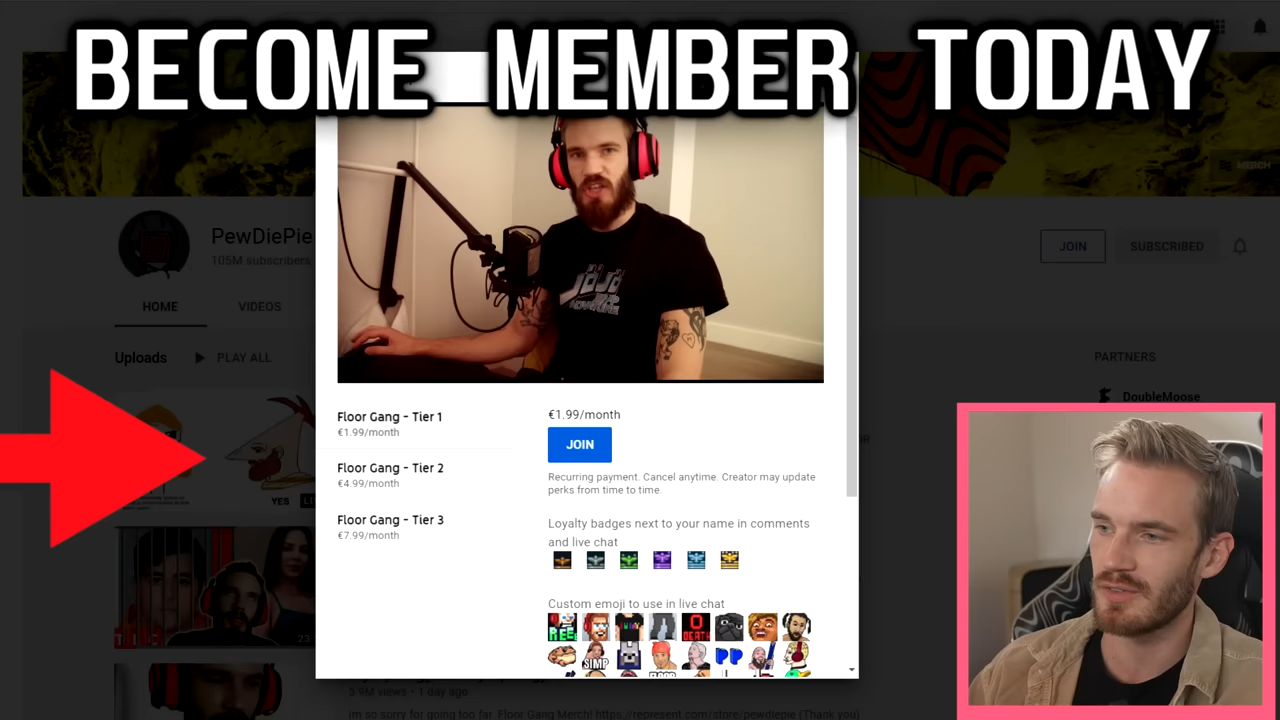 BECOME MEMBER TODAY
MERCH
PewDiePie
105M subscribers
JOIN
SUBSCRIBED
HOME
VIDEOS
Uploads
PLAY ALL
PARTNERS
DoubleMoose
YES
Floor Gang - Tier 1
€1.99/month
Floor Gang - Tier 2
€4.99/month
Floor Gang - Tier 3
€7.99/month
€1.99/month
JOIN
Recurring payment. Cancel anytime. Creator may update
perks from time to time.
Loyalty badges next to your name in comments
and live chat
Custom emoji to use in live chat
REE
0
DEATH
SIMP
5.9M views - 1 day ago
im so sorry for going too far. Floor Gang Merch! https://represent.com/store/pewdiepie (Thank you)